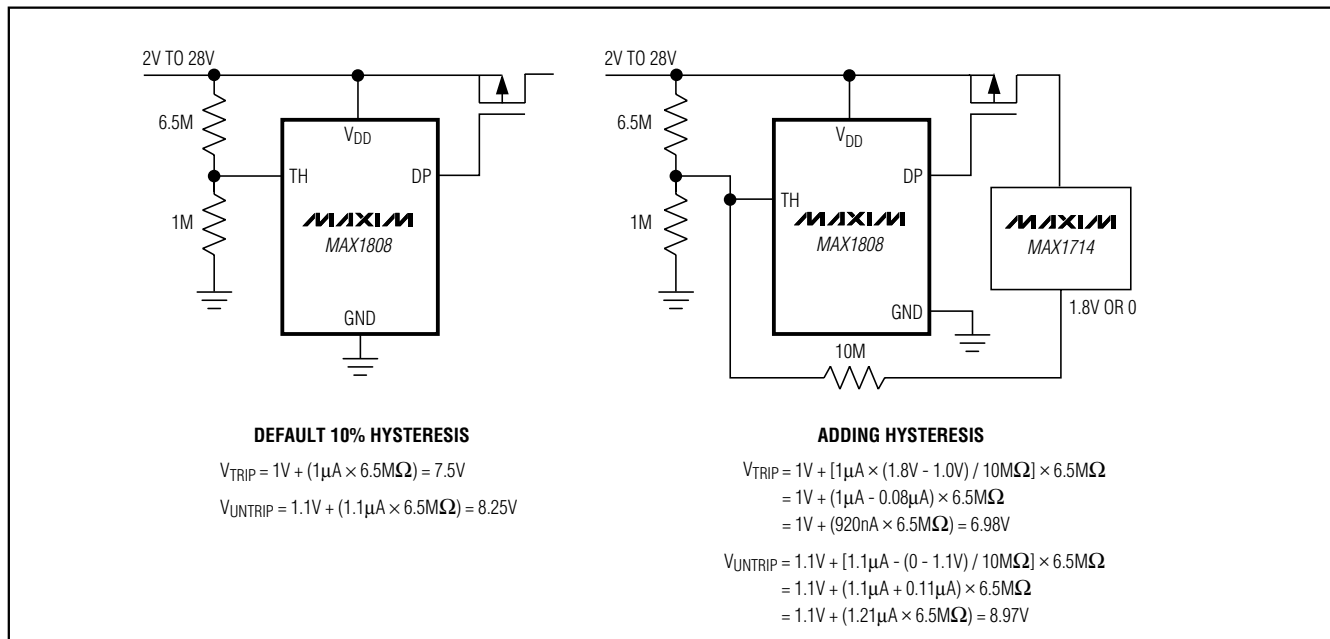 2V TO 28V
6.5M
1M
VDD
TH
DP
MAXIM
MAX1808
GND
DEFAULT 10% HYSTERESIS
VTRIP = 1V + (1µA × 6.5MΩ) = 7.5V
VUNTRIP = 1.1V + (1.1µA × 6.5MΩ) = 8.25V
2V TO 28V
6.5M
1M
VDD
TH
DP
MAXIM
MAX1808
GND
MAXIM
MAX1714
1.8V OR 0
10M
ADDING HYSTERESIS
VTRIP = 1V + [1µA × (1.8V - 1.0V) / 10MΩ] × 6.5MΩ
= 1V + (1µA - 0.08µA) × 6.5MΩ
= 1V + (920nA × 6.5MΩ) = 6.98V
VUNTRIP = 1.1V + [1.1µA - (0 - 1.1V) / 10MΩ] × 6.5MΩ
= 1.1V + (1.1µA + 0.11µA) × 6.5MΩ
= 1.1V + (1.21µA × 6.5MΩ) = 8.97V